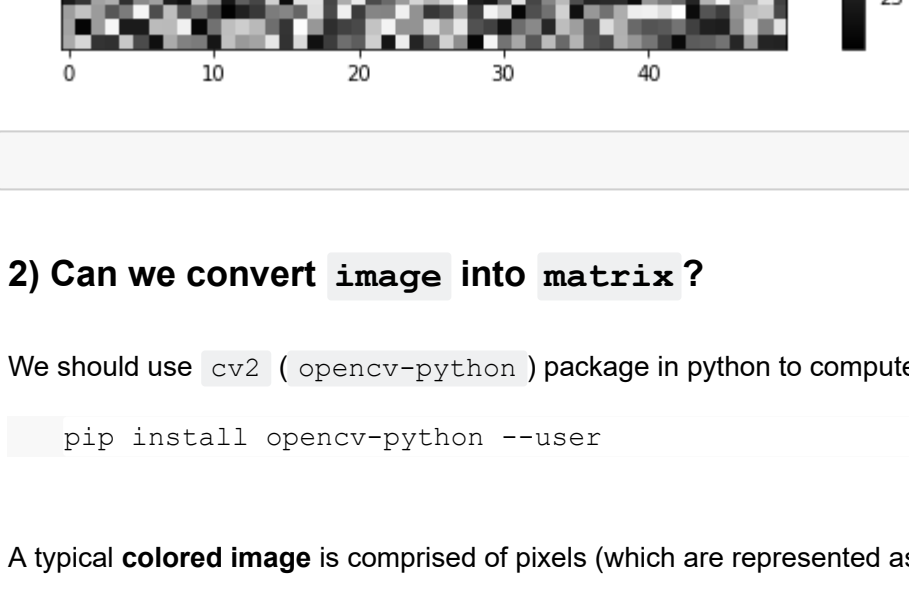 0 10 20 30 40
2) Can we convert image into matrix?
We should use cv2 ( opencv-python ) package in python to compute
pip install opencv-python --user
A typical colored image is comprised of pixels (which are represented as